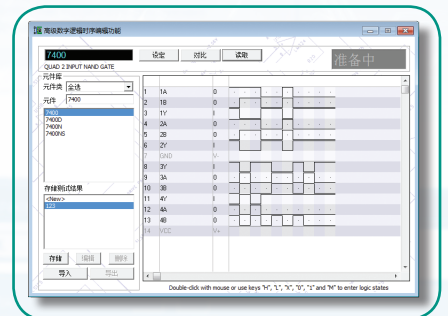 高级数字逻辑时序编辑功能
7400
设定 对比 读取
准备中
QUAD 2 INPUT NAND GATE
元件库
元件类 全选
元件 7400
7400
7400D
7400N
7400NS
存储测试结果
<New>
123
存储 编辑 删除
导入 导出
1 1A 0
2 1B 0
3 1Y I
4 2A 0
5 2B 0
6 2Y I
7 GND V-
8 3Y I
9 3A 0
10 3B 0
11 4Y I
12 4A 0
13 4B 0
14 VCC V+
Double-click with mouse or use keys "H", "L", "X", "0", "1" and "M" to enter logic states